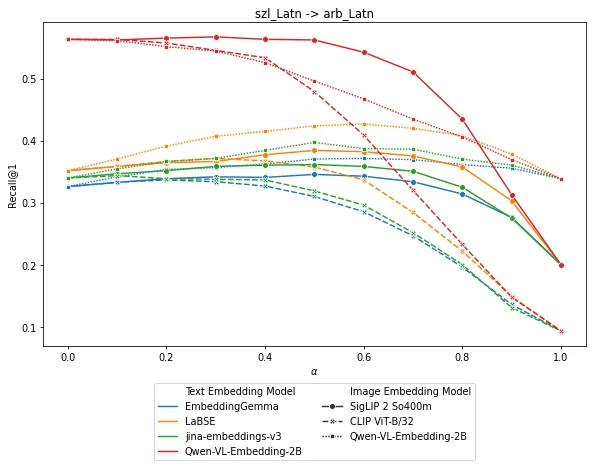 szl_Latn -> arb_Latn
Recall@1
0.5
0.4
0.3
0.2
0.1
0.0 0.2 0.4 0.6 0.8 1.0
α
Text Embedding Model
EmbeddingGemma
LaBSE
jina-embeddings-v3
Qwen-VL-Embedding-2B
Image Embedding Model
SigLIP 2 So400m
CLIP ViT-B/32
Qwen-VL-Embedding-2B